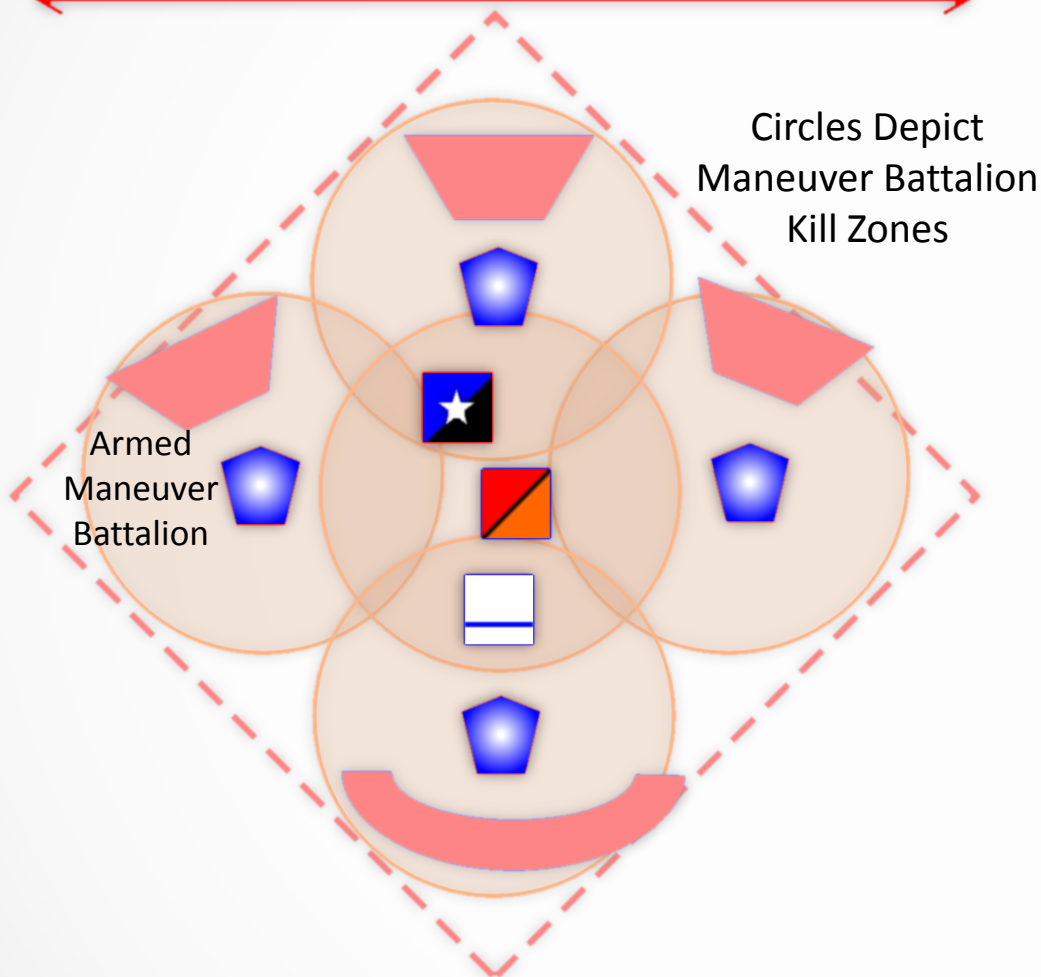 Circles Depict
Maneuver Battalion
Kill Zones
Armed
Maneuver
Battalion